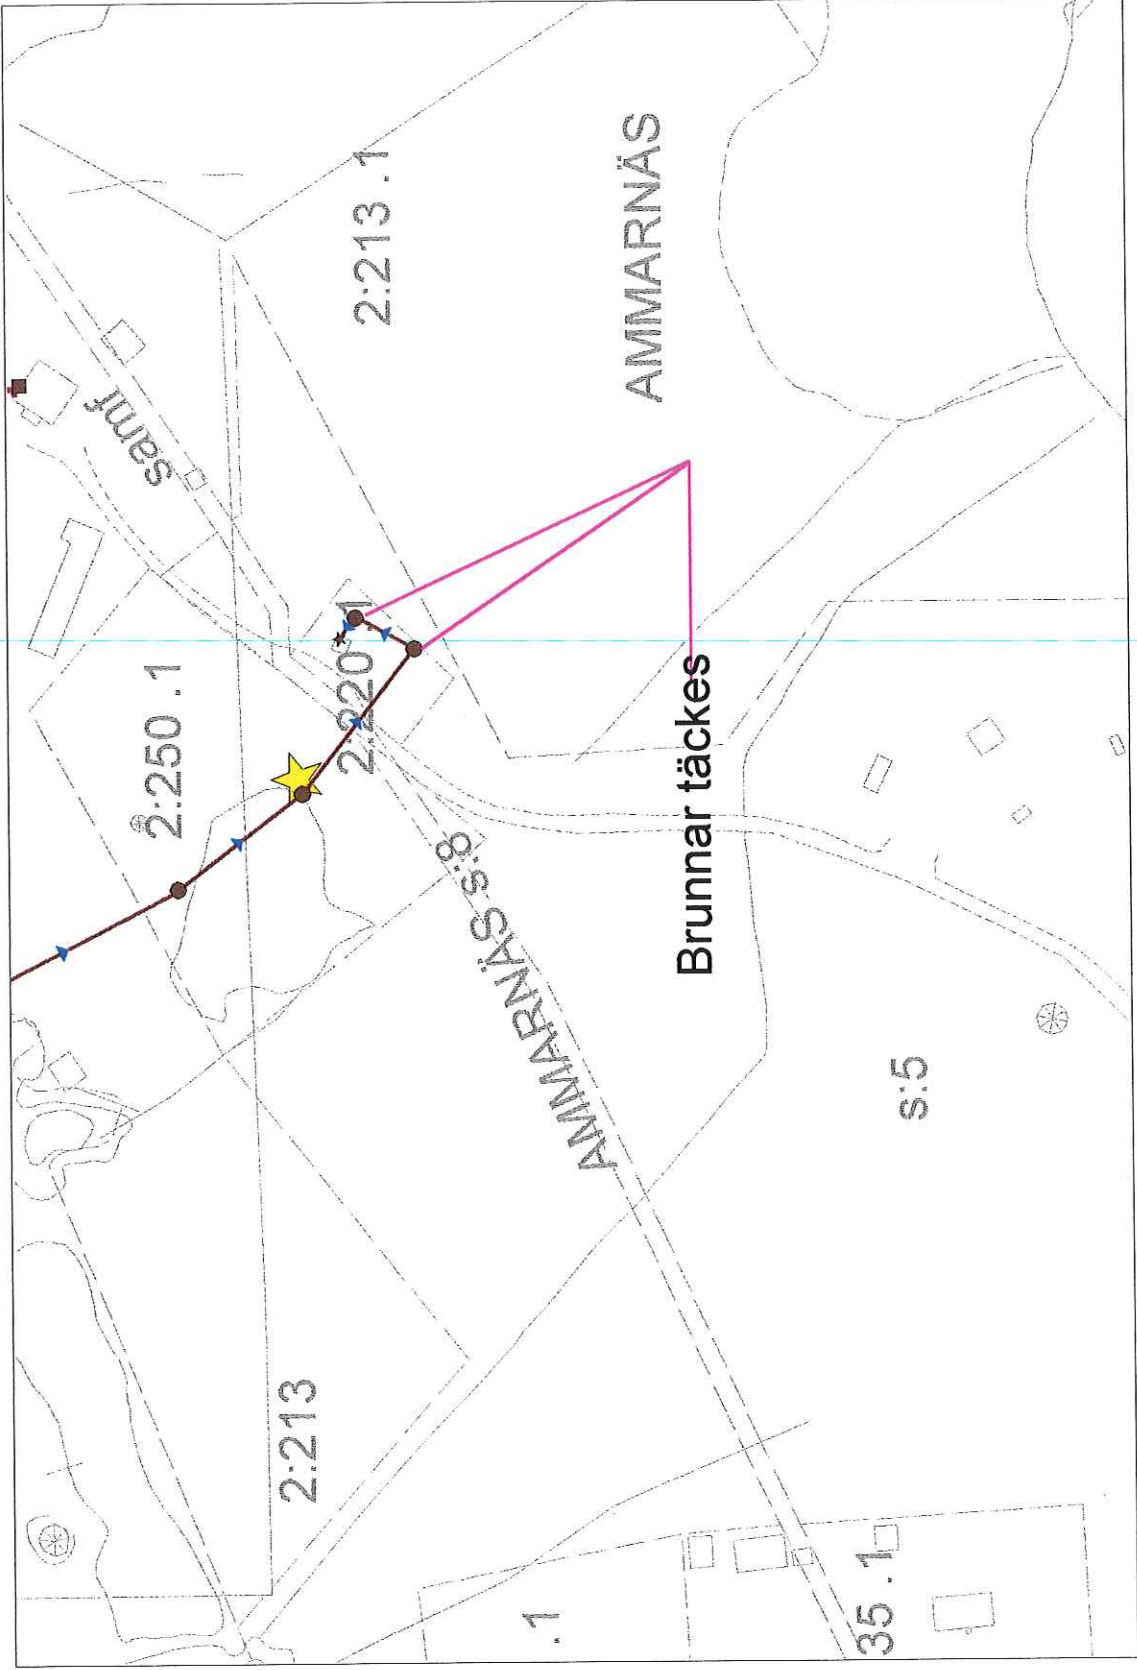 2:213
2:250 .1
samf
2:220 .1
2:213 .1
AMMARNÄS s:8
AMMARNÄS
Brunnar täckes
.1
35 .1
s:5